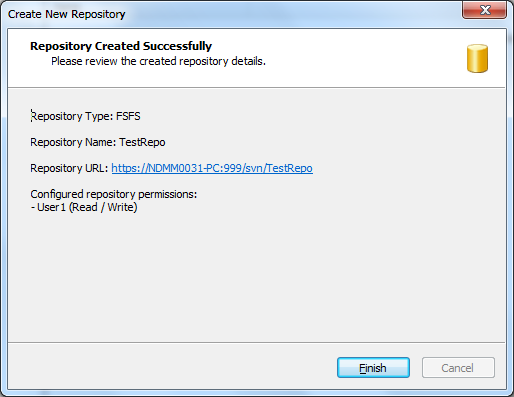 Create New Repository
Repository Created Successfully
Please review the created repository details.
Repository Type: FSFS
Repository Name: TestRepo
Repository URL: https://NDMM0031-PC:999/svn/TestRepo
Configured repository permissions:
- User1 (Read / Write)
Finish
Cancel